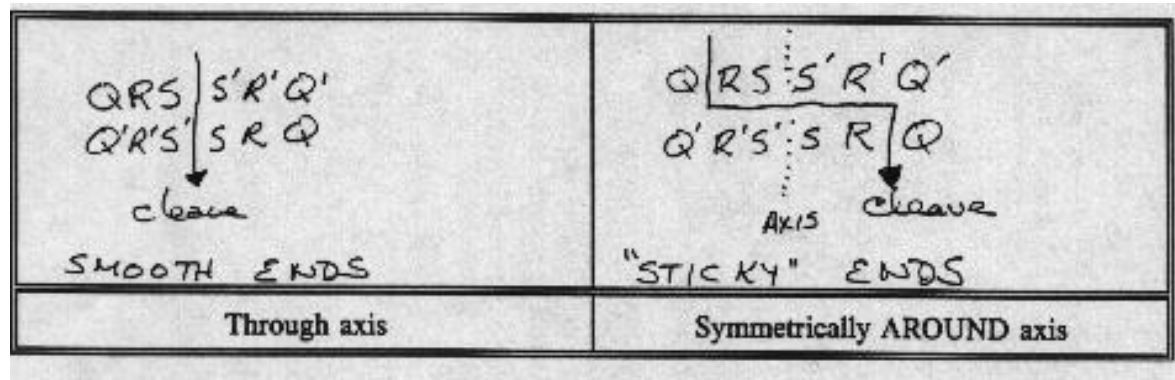 QRS S'R'Q'
Q'R'S' S R Q
cleave
SMOOTH ENDS
Through axis
Q RS S' R' Q'
Q' R'S' S R Q
AXIS
cleave
"STICKY" ENDS
Symmetrically AROUND axis